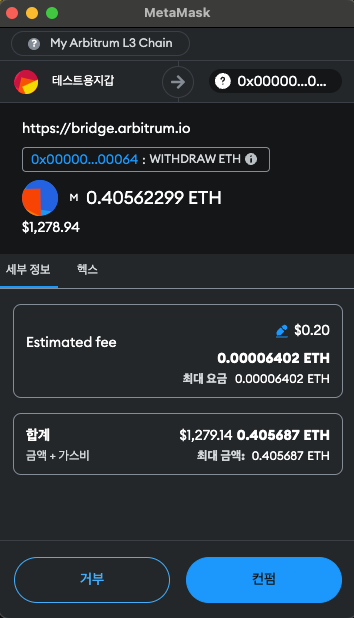 MetaMask
? My Arbitrum L3 Chain
테스트용지갑
? 0x00000...0...
https://bridge.arbitrum.io
0x00000...00064 : WITHDRAW ETH
M 0.40562299 ETH
$1,278.94
세부 정보 헥스
Estimated fee $0.20
0.00006402 ETH
최대 요금 0.00006402 ETH
합계 $1,279.14 0.405687 ETH
금액 + 가스비 최대 금액: 0.405687 ETH
거부 컨펌